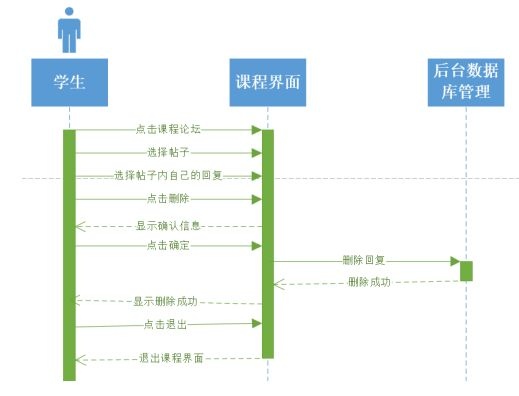 学生
课程界面
后台数据
库管理
点击课程论坛
选择帖子
选择帖子内自己的回复
点击删除
显示确认信息
点击确定
删除回复
删除成功
显示删除成功
点击退出
退出课程界面